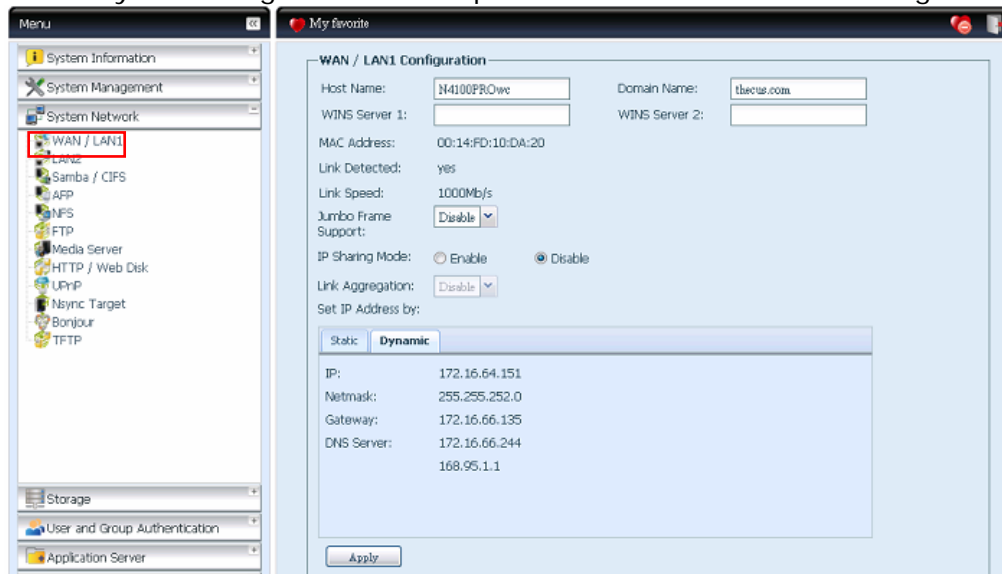 Menu
My favorite
System Information
System Management
System Network
WAN / LAN1
LAN2
Samba / CIFS
AFP
NFS
FTP
Media Server
HTTP / Web Disk
UPnP
Nsync Target
Bonjour
TFTP
Storage
User and Group Authentication
Application Server
WAN / LAN1 Configuration
Host Name: N4100PROwe Domain Name: thecus.com
WINS Server 1: WINS Server 2:
MAC Address: 00:14:FD:10:DA:20
Link Detected: yes
Link Speed: 1000Mb/s
Jumbo Frame Support: Disable
IP Sharing Mode: Enable Disable
Link Aggregation: Disable
Set IP Address by:
Static Dynamic
IP: 172.16.64.151
Netmask: 255.255.252.0
Gateway: 172.16.66.135
DNS Server: 172.16.66.244
168.95.1.1
Apply